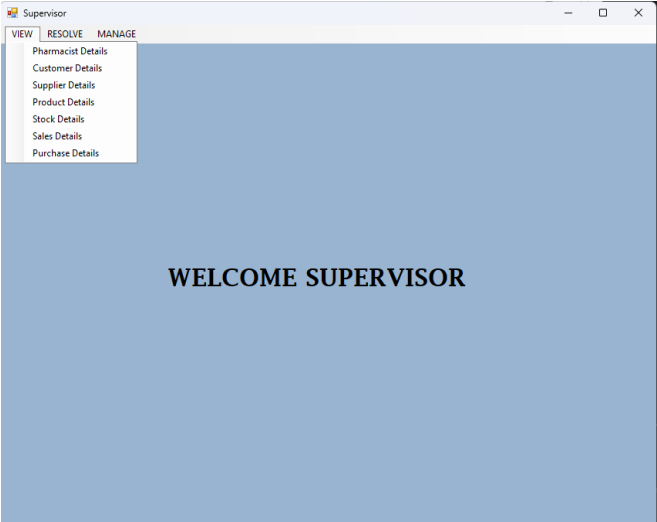 Supervisor
VIEW RESOLVE MANAGE
Pharmacist Details
Customer Details
Supplier Details
Product Details
Stock Details
Sales Details
Purchase Details
WELCOME SUPERVISOR